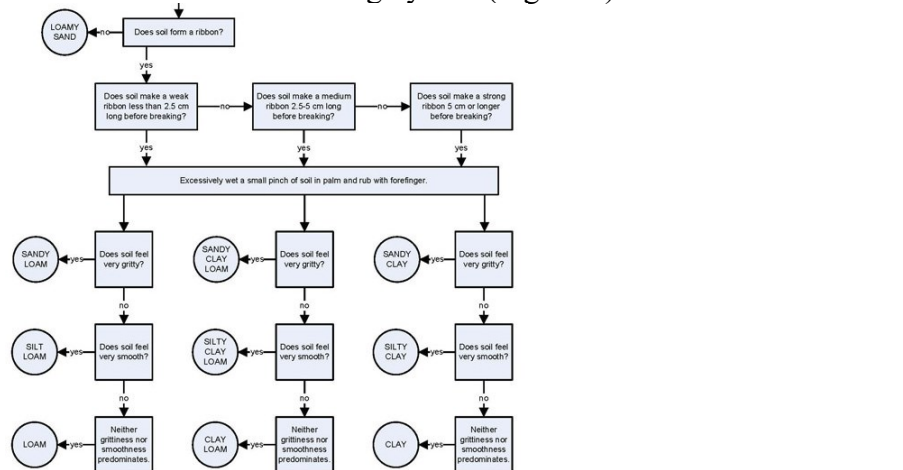 LOAMY
SAND
no
Does soil form a ribbon?
yes
Does soil make a weak
ribbon less than 2.5 cm
long before breaking?
no
Does soil make a medium
ribbon 2.5-5 cm long
before breaking?
no
Does soil make a strong
ribbon 5 cm or longer
before breaking?
yes
yes
yes
Excessively wet a small pinch of soil in palm and rub with forefinger.
SANDY
LOAM
yes
Does soil feel
very gritty?
SANDY
CLAY
LOAM
yes
Does soil feel
very gritty?
SANDY
CLAY
yes
Does soil feel
very gritty?
no
no
no
SILT
LOAM
yes
Does soil feel
very smooth?
SILTY
CLAY
LOAM
yes
Does soil feel
very smooth?
SILTY
CLAY
yes
Does soil feel
very smooth?
no
no
no
LOAM
yes
Neither
grittiness nor
smoothness
predominates.
CLAY
LOAM
yes
Neither
grittiness nor
smoothness
predominates.
CLAY
yes
Neither
grittiness nor
smoothness
predominates.